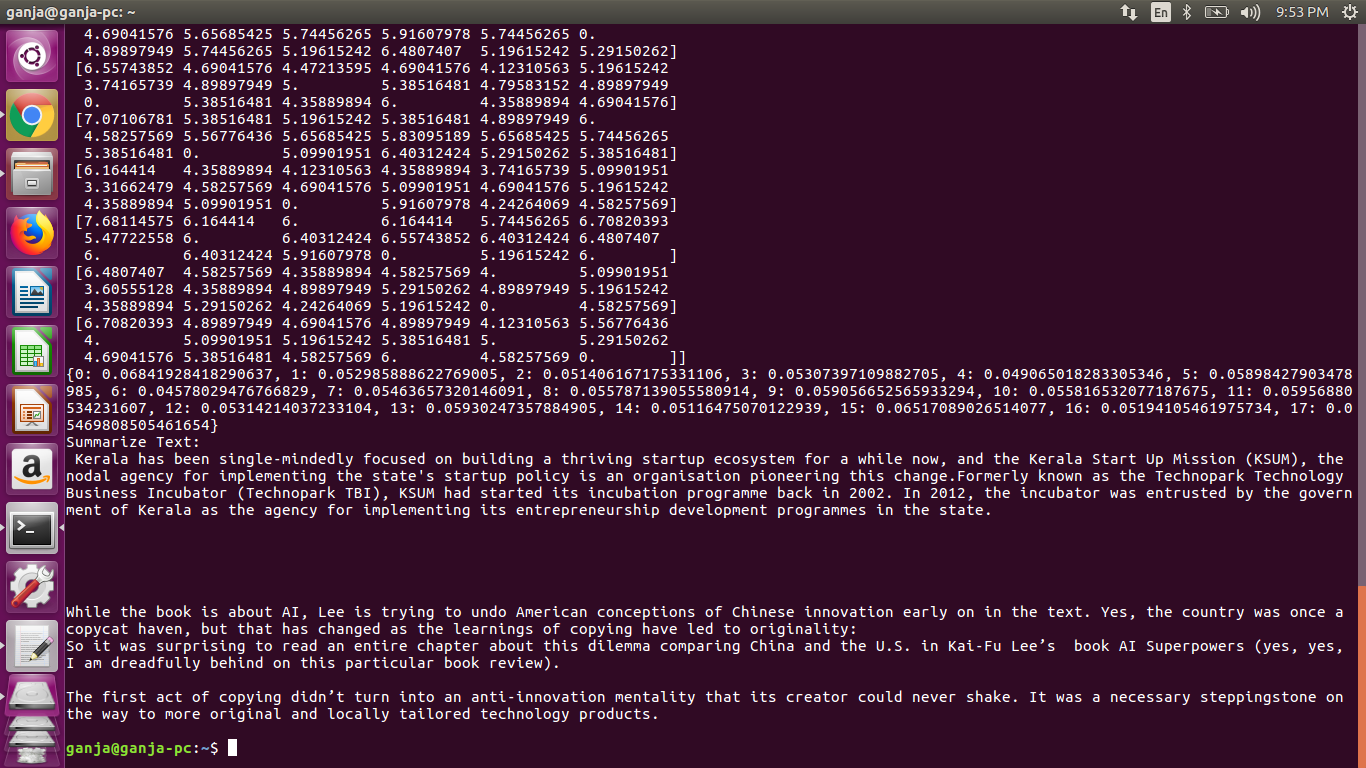 ganja@ganja-pc: ~
En
9:53 PM
4.69041576 5.65685425 5.74456265 5.91607978 5.74456265 0.
4.89897949 5.74456265 5.19615242 6.4807407  5.19615242 5.29150262]
[6.55743852 4.69041576 4.47213595 4.69041576 4.12310563 5.19615242
3.74165739 4.89897949 5.         5.38516481 4.79583152 4.89897949
0.         5.38516481 4.35889894 6.         4.35889894 4.69041576]
[7.07106781 5.38516481 5.19615242 5.38516481 4.89897949 6.
4.58257569 5.56776436 5.65685425 5.83095189 5.65685425 5.74456265
5.38516481 0.         5.09901951 6.40312424 5.29150262 5.38516481]
[6.164414   4.35889894 4.12310563 4.35889894 3.74165739 5.09901951
3.31662479 4.58257569 4.69041576 5.09901951 4.69041576 5.19615242
4.35889894 5.09901951 0.         5.91607978 4.24264069 4.58257569]
[7.68114575 6.164414   6.         6.164414   5.74456265 6.70820393
5.47722558 6.         6.40312424 6.55743852 6.40312424 6.4807407
6.         6.40312424 5.91607978 0.         5.19615242 6.        ]
[6.4807407  4.58257569 4.35889894 4.58257569 4.         5.09901951
3.60555128 4.35889894 4.89897949 5.29150262 4.89897949 5.19615242
4.35889894 5.29150262 4.24264069 5.19615242 0.         4.58257569]
[6.70820393 4.89897949 4.69041576 4.89897949 4.12310563 5.56776436
4.         5.09901951 5.19615242 5.38516481 5.         5.29150262
4.69041576 5.38516481 4.58257569 6.         4.58257569 0.        ]]
{0: 0.06841928418290637, 1: 0.052985888622769005, 2: 0.051406167175331106, 3: 0.05307397109882705, 4: 0.049065018283305346, 5: 0.05898427903478
985, 6: 0.04578029476766829, 7: 0.05463657320146091, 8: 0.055787139055580914, 9: 0.059056652565933294, 10: 0.055816532077187675, 11: 0.05956880
534231607, 12: 0.05314214037233104, 13: 0.05930247357884905, 14: 0.05116475070122939, 15: 0.06517089026514077, 16: 0.05194105461975734, 17: 0.0
5469808505461654}
Summarize Text:
Kerala has been single-mindedly focused on building a thriving startup ecosystem for a while now, and the Kerala Start Up Mission (KSUM), the
nodal agency for implementing the state's startup policy is an organisation pioneering this change.Formerly known as the Technopark Technology
Business Incubator (Technopark TBI), KSUM had started its incubation programme back in 2002. In 2012, the incubator was entrusted by the govern
ment of Kerala as the agency for implementing its entrepreneurship development programmes in the state.
While the book is about AI, Lee is trying to undo American conceptions of Chinese innovation early on in the text. Yes, the country was once a
copycat haven, but that has changed as the learnings of copying have led to originality:
So it was surprising to read an entire chapter about this dilemma comparing China and the U.S. in Kai-Fu Lee’s  book AI Superpowers (yes, yes,
I am dreadfully behind on this particular book review).
The first act of copying didn’t turn into an anti-innovation mentality that its creator could never shake. It was a necessary steppingstone on
the way to more original and locally tailored technology products.
ganja@ganja-pc:~$